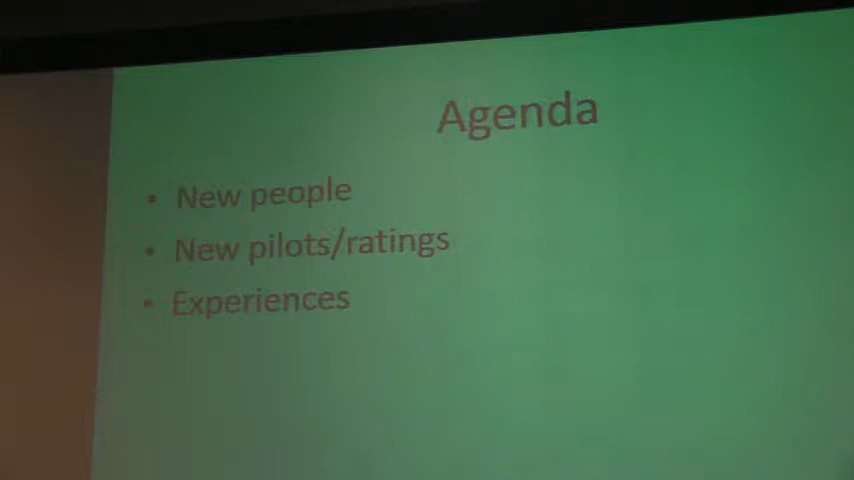 Agenda
• New people
• New pilots/ratings
• Experiences